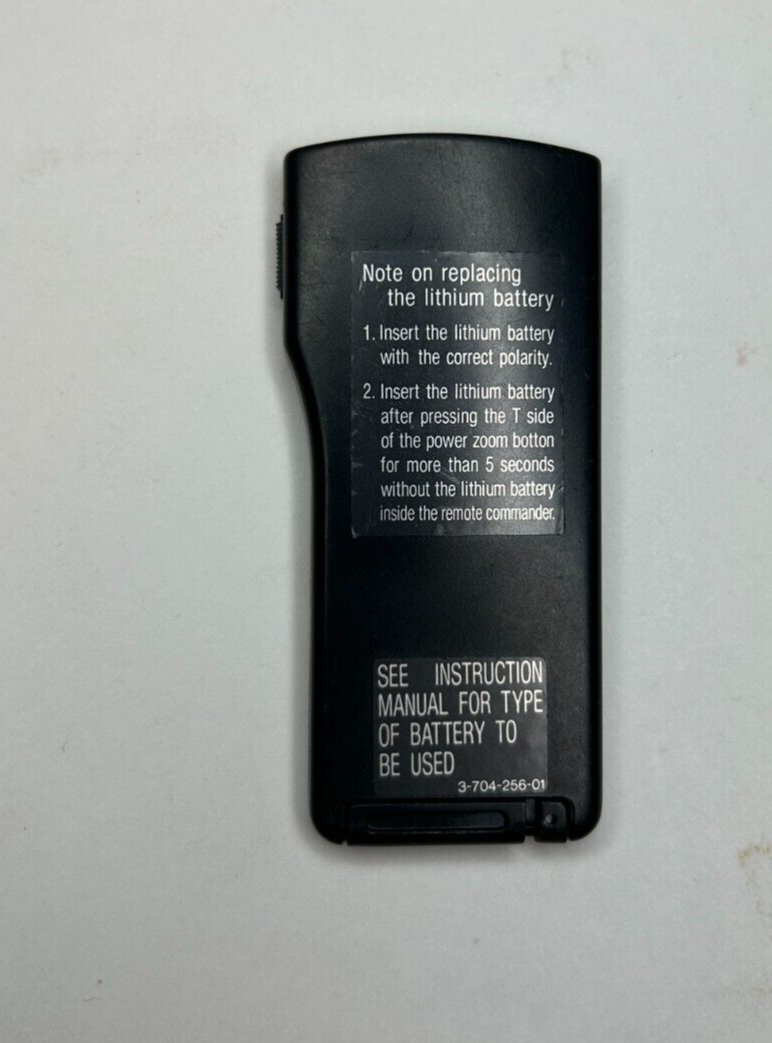 Note on replacing
the lithium battery
1. Insert the lithium battery
with the correct polarity.
2. Insert the lithium battery
after pressing the T side
of the power zoom botton
for more than 5 seconds
without the lithium battery
inside the remote commander.
SEE INSTRUCTION
MANUAL FOR TYPE
OF BATTERY TO
BE USED
3-704-256-01